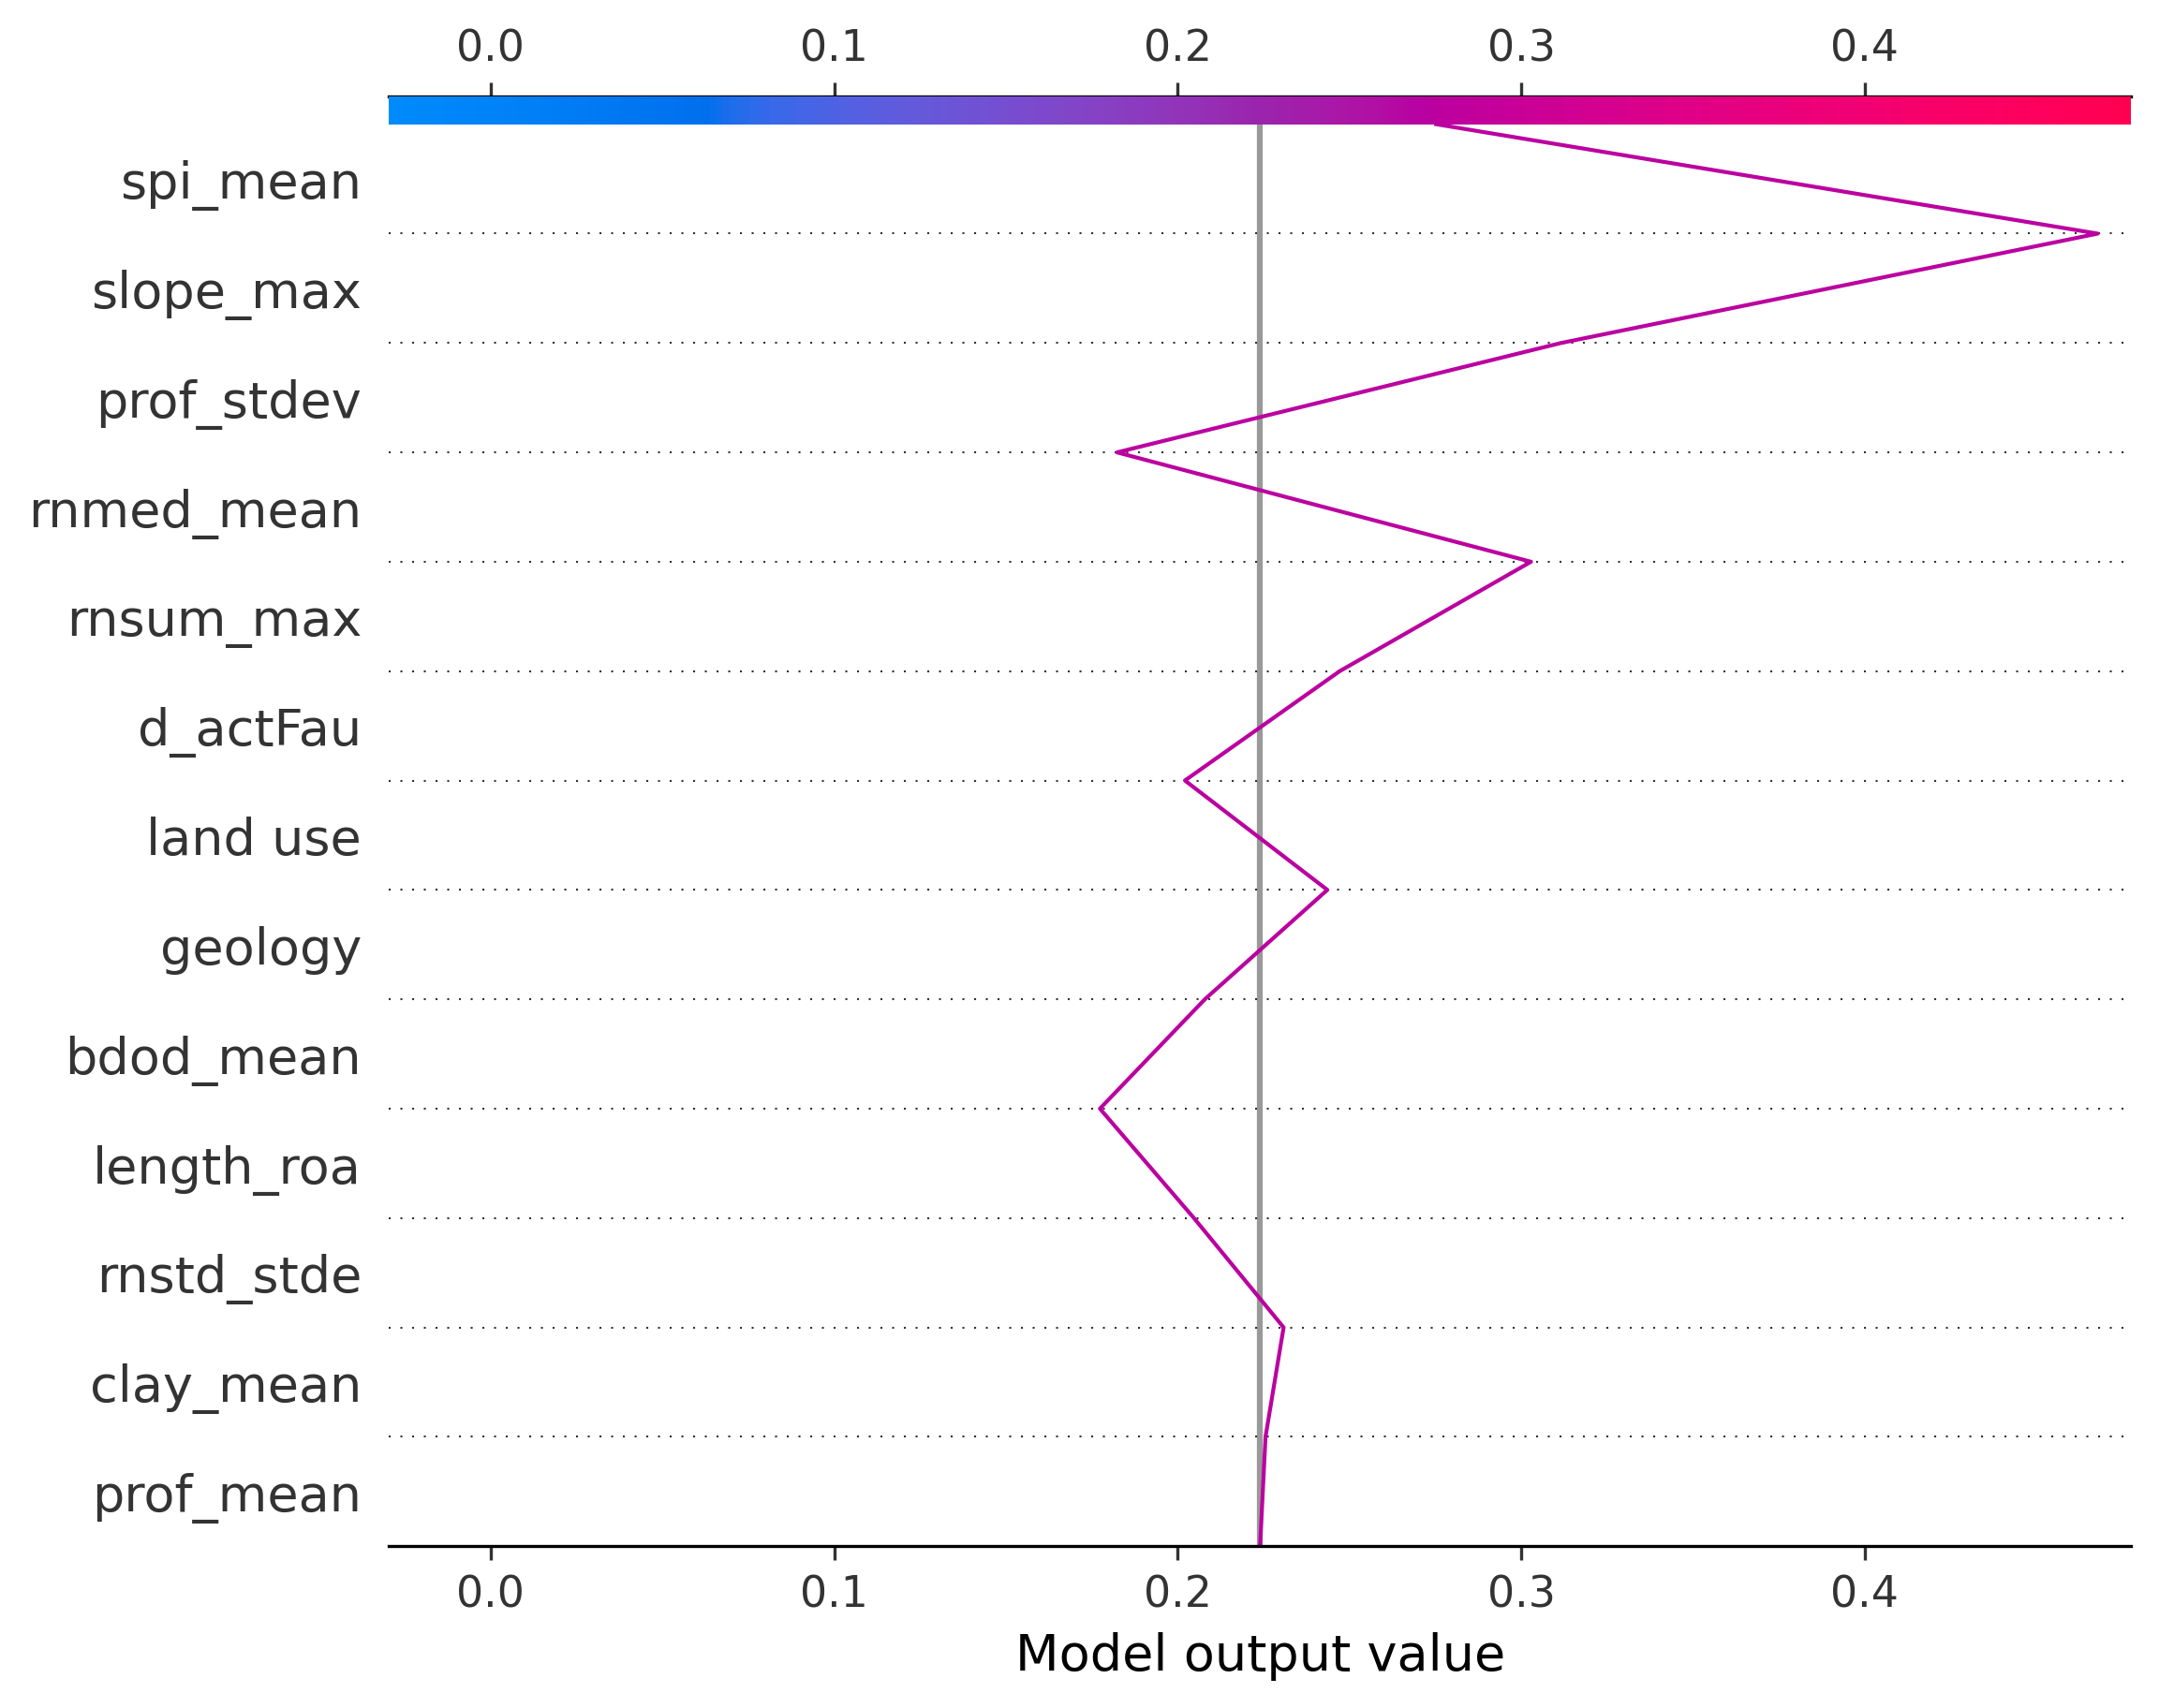 0.0 0.1 0.2 0.3 0.4
spi_mean
slope_max
prof_stdev
rnmed_mean
rnsum_max
d_actFau
land use
geology
bdod_mean
length_roa
rnstd_stde
clay_mean
prof_mean
0.0 0.1 0.2 0.3 0.4
Model output value